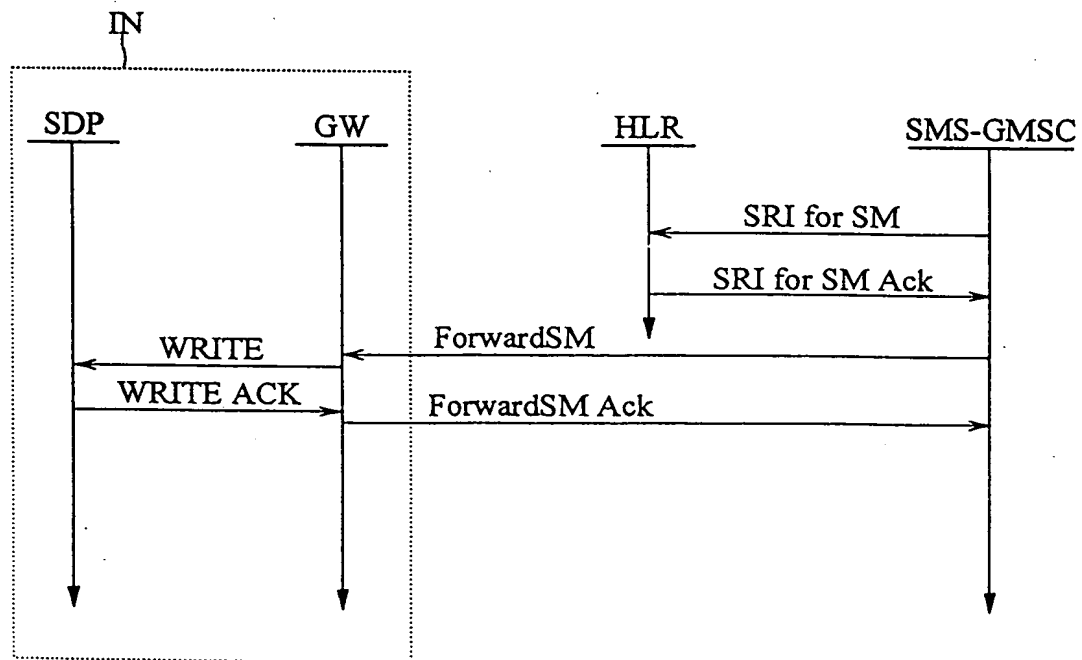 IN
SDP
GW
HLR
SMS-GMSC
SRI for SM
SRI for SM Ack
ForwardSM
WRITE
WRITE ACK
ForwardSM Ack